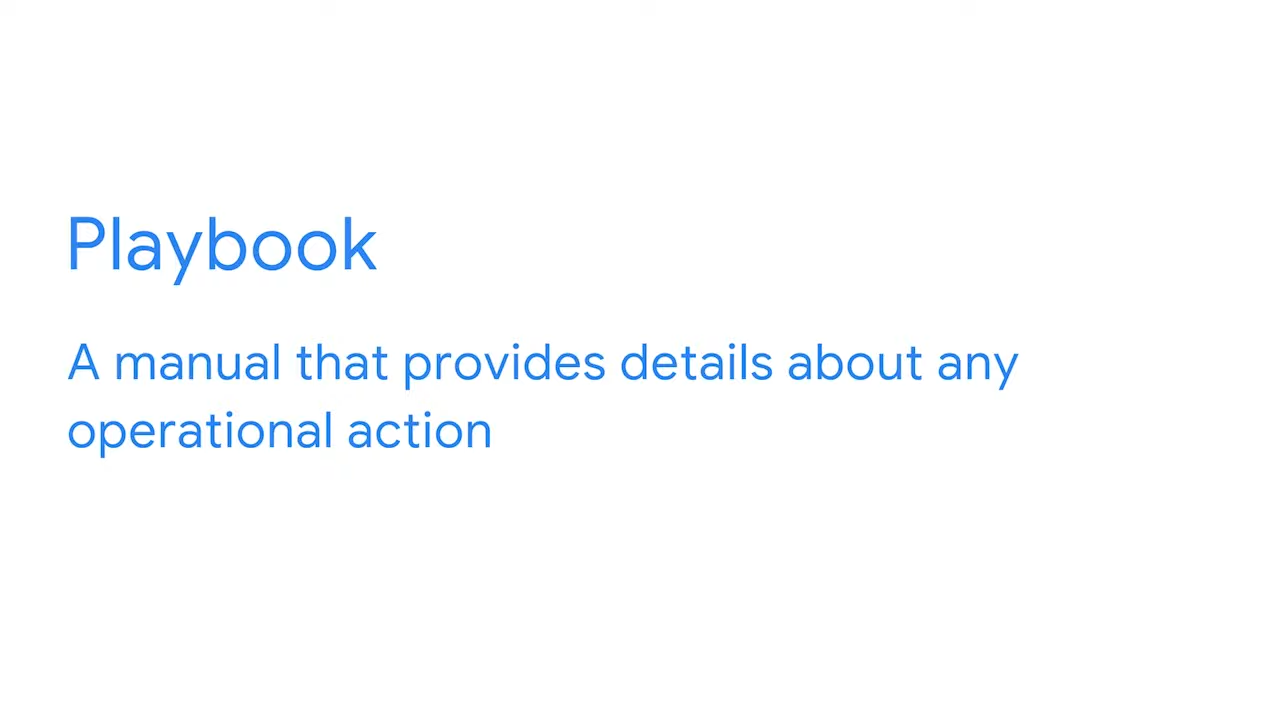 Playbook
A manual that provides details about any
operational action